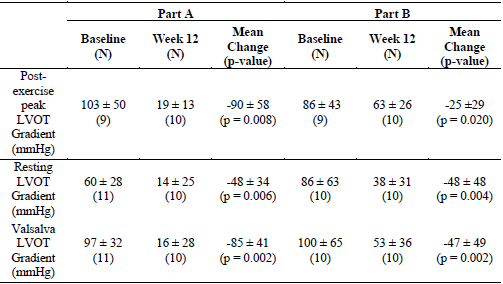 Part A Part B
Baseline (N) Week 12 (N) Mean Change (p-value) Baseline (N) Week 12 (N) Mean Change (p-value)
Post-exercise peak LVOT Gradient (mmHg) 103 ± 50 (9) 19 ± 13 (10) -90 ± 58 (p = 0.008) 86 ± 43 (9) 63 ± 26 (10) -25 ±29 (p = 0.020)
Resting LVOT Gradient (mmHg) 60 ± 28 (11) 14 ± 25 (10) -48 ± 34 (p = 0.006) 86 ± 63 (10) 38 ± 31 (10) -48 ± 48 (p = 0.004)
Valsalva LVOT Gradient (mmHg) 97 ± 32 (11) 16 ± 28 (10) -85 ± 41 (p = 0.002) 100 ± 65 (10) 53 ± 36 (10) -47 ± 49 (p = 0.002)